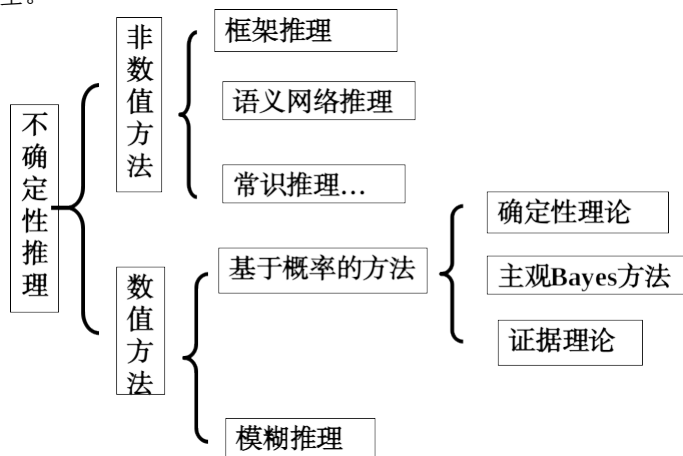 非数值方法
框架推理
语义网络推理
常识推理…
不确定性推理
数值方法
基于概率的方法
确定性理论
主观Bayes方法
证据理论
模糊推理